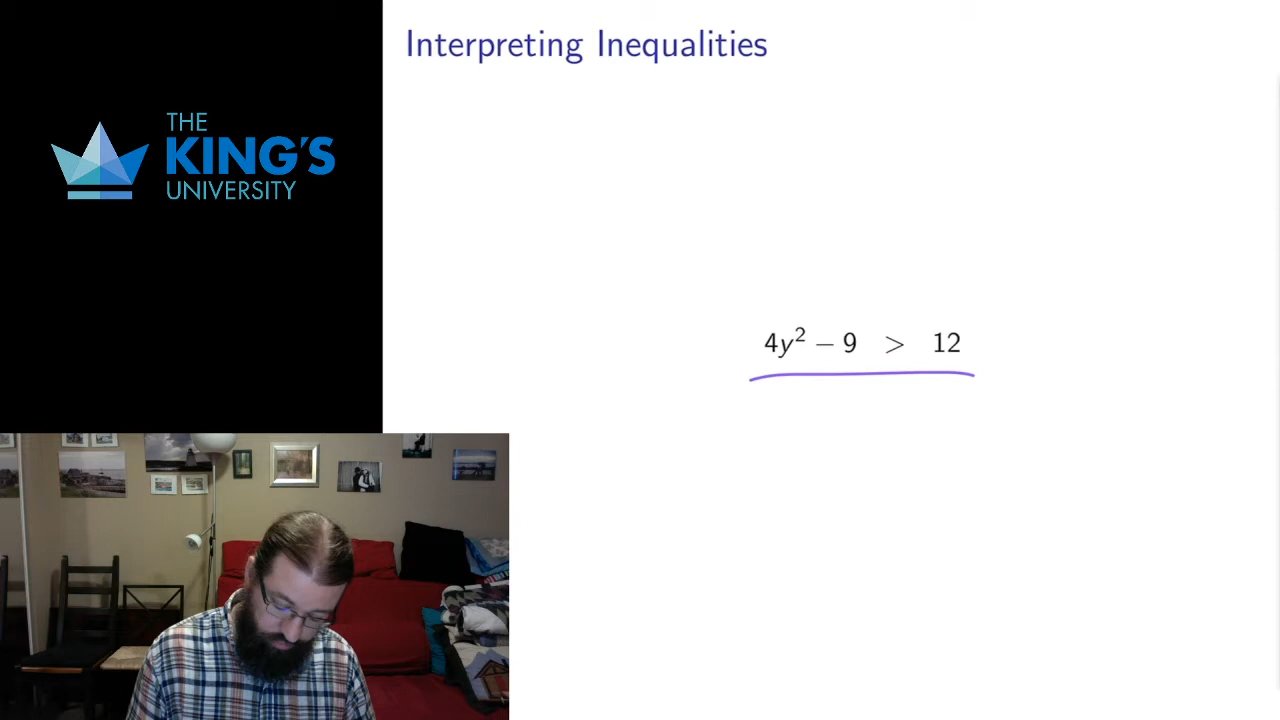 Interpreting Inequalities
THE
KING'S
UNIVERSITY
4y² − 9 > 12